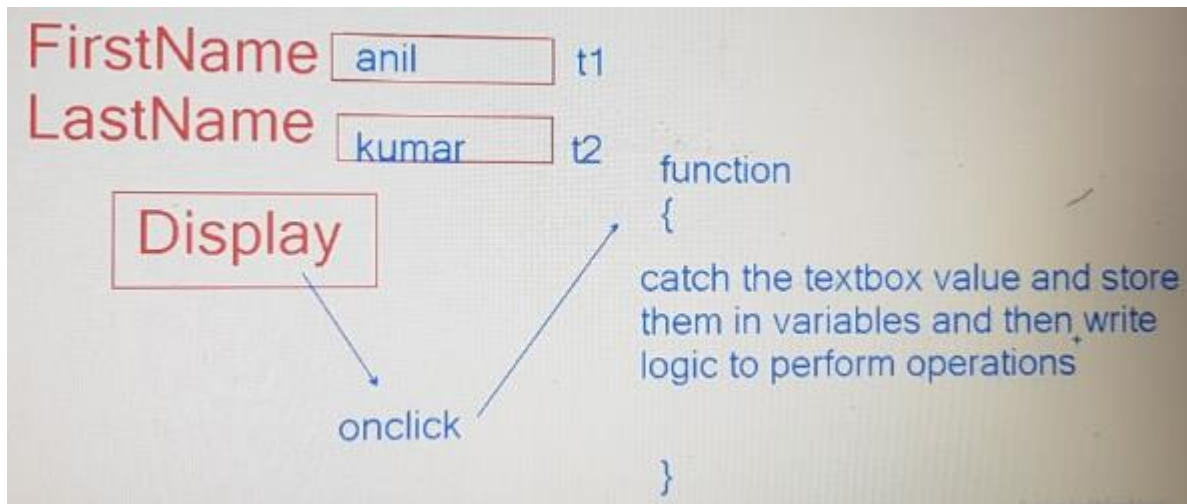 FirstName anil t1
LastName kumar t2
Display
onclick
function
{
catch the textbox value and store
them in variables and then write
logic to perform operations
}